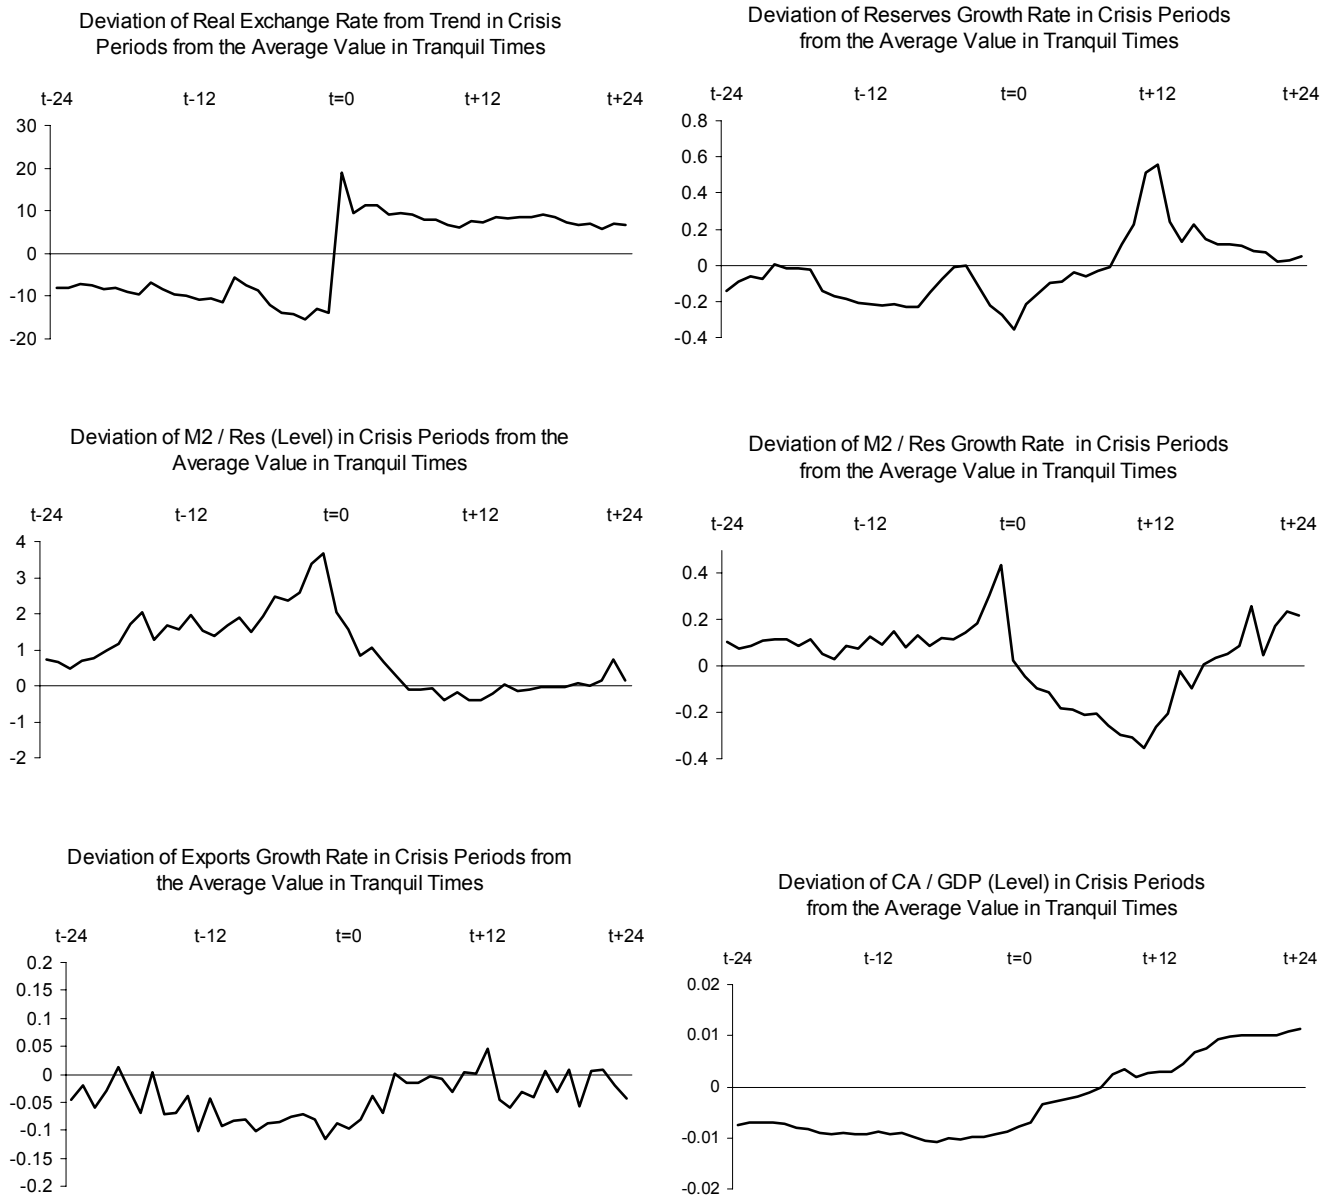 Deviation of Real Exchange Rate from Trend in Crisis
Periods from the Average Value in Tranquil Times
t-24 t-12 t=0 t+12 t+24
30
20
10
0
-10
-20
Deviation of Reserves Growth Rate in Crisis Periods
from the Average Value in Tranquil Times
t-24 t-12 t=0 t+12 t+24
0.8
0.6
0.4
0.2
0
-0.2
-0.4
Deviation of M2 / Res (Level) in Crisis Periods from the
Average Value in Tranquil Times
t-24 t-12 t=0 t+12 t+24
4
3
2
1
0
-1
-2
Deviation of M2 / Res Growth Rate in Crisis Periods
from the Average Value in Tranquil Times
t-24 t-12 t=0 t+12 t+24
0.4
0.2
0
-0.2
-0.4
Deviation of Exports Growth Rate in Crisis Periods from
the Average Value in Tranquil Times
t-24 t-12 t=0 t+12 t+24
0.2
0.15
0.1
0.05
0
-0.05
-0.1
-0.15
-0.2
Deviation of CA / GDP (Level) in Crisis Periods
from the Average Value in Tranquil Times
t-24 t-12 t=0 t+12 t+24
0.02
0.01
0
-0.01
-0.02